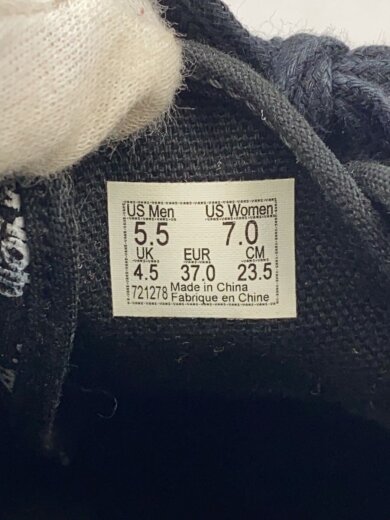 US Men US Women
5.5 7.0
UK EUR CM
4.5 37.0 23.5
721278 Made in China
Fabrique en Chine